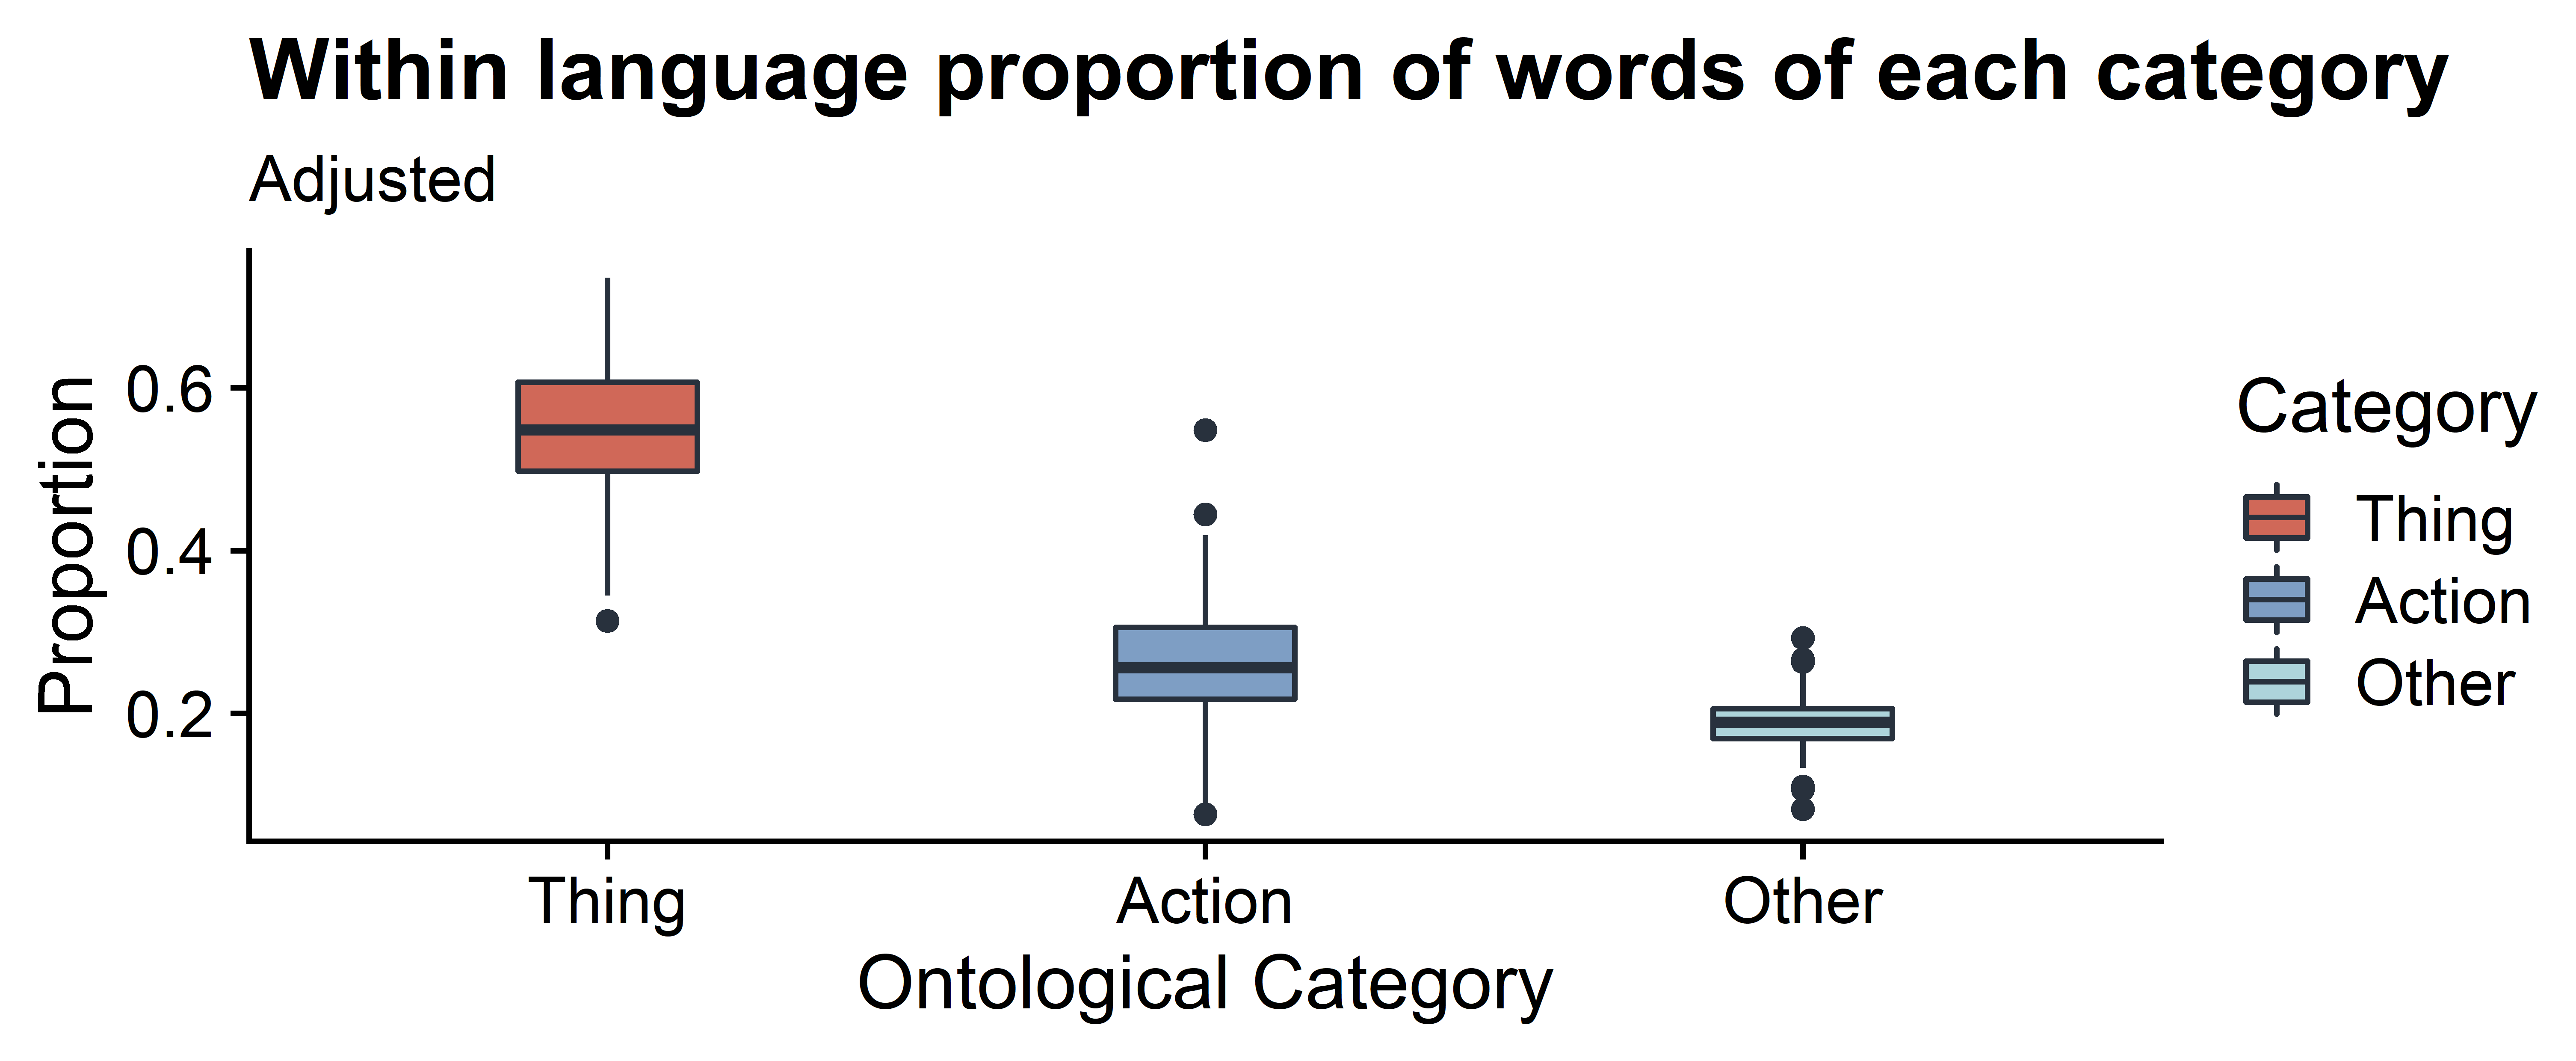 Within language proportion of words of each category
Adjusted
Proportion
0.6
0.4
0.2
Thing
Action
Other
Ontological Category
Category
Thing
Action
Other